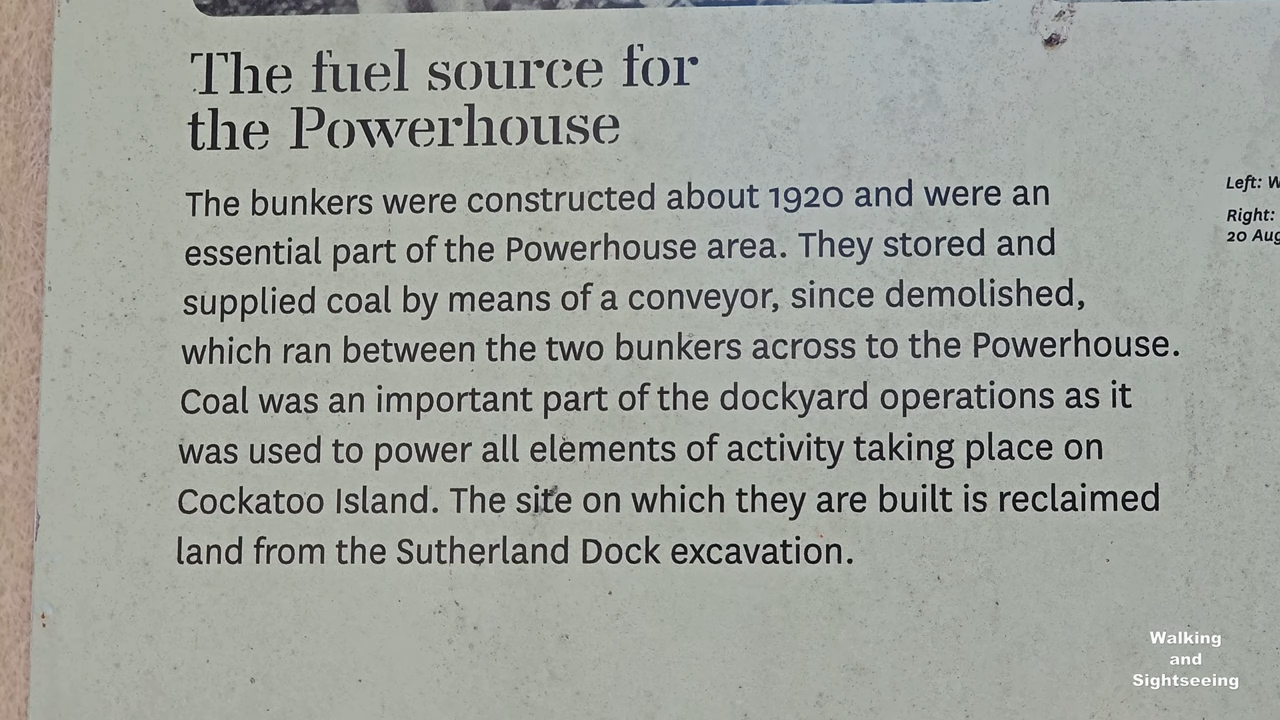 The fuel source for
the Powerhouse
The bunkers were constructed about 1920 and were an
essential part of the Powerhouse area. They stored and
supplied coal by means of a conveyor, since demolished,
which ran between the two bunkers across to the Powerhouse.
Coal was an important part of the dockyard operations as it
was used to power all elements of activity taking place on
Cockatoo Island. The site on which they are built is reclaimed
land from the Sutherland Dock excavation.
Left:
Right:
20 Aug
Walking
and
Sightseeing